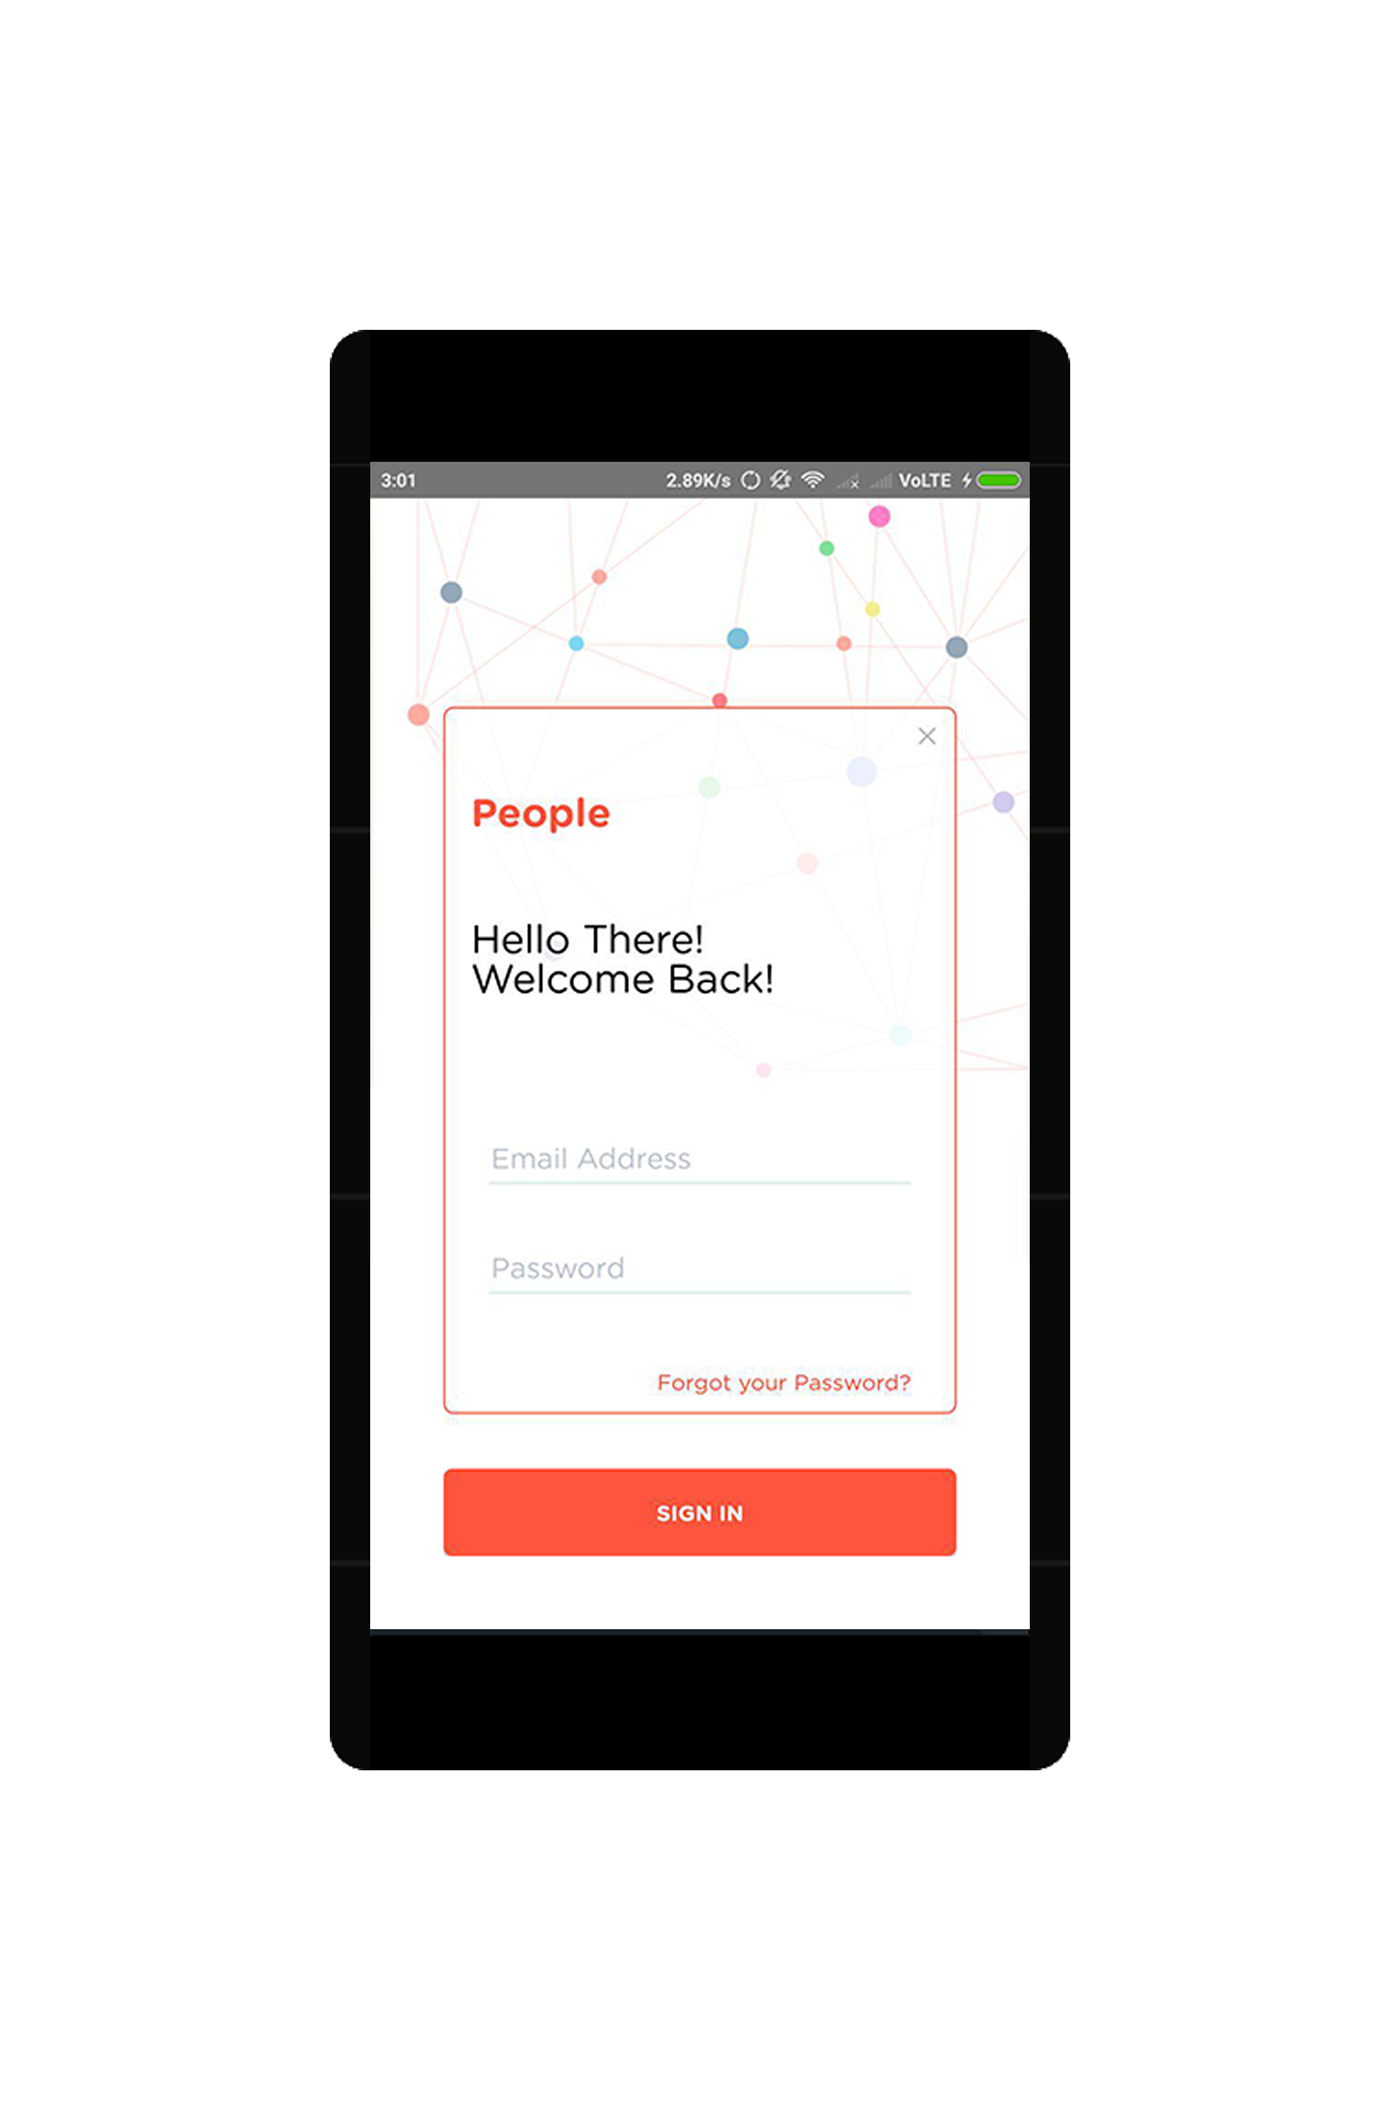 3:01 2.89K/s VoLTE
People
Hello There!
Welcome Back!
Email Address
Password
Forgot your Password?
SIGN IN